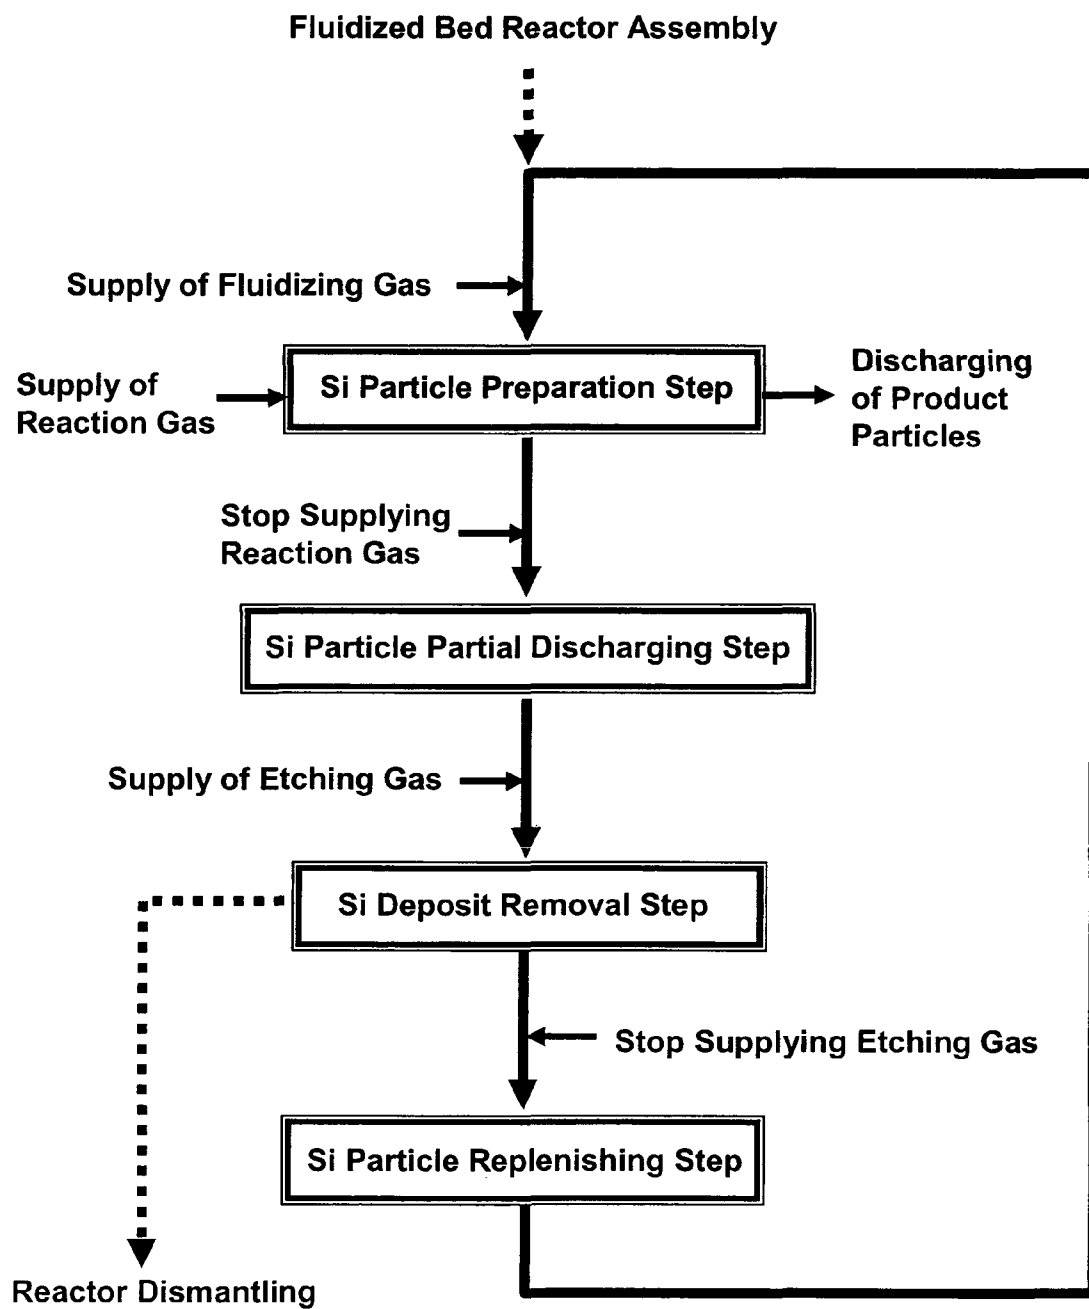 Fluidized Bed Reactor Assembly
Supply of Fluidizing Gas
Supply of
Reaction Gas
Si Particle Preparation Step
Discharging
of Product
Particles
Stop Supplying
Reaction Gas
Si Particle Partial Discharging Step
Supply of Etching Gas
Si Deposit Removal Step
Stop Supplying Etching Gas
Si Particle Replenishing Step
Reactor Dismantling